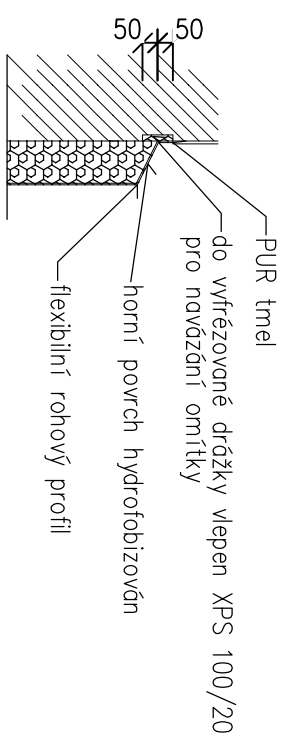 50
50
PUR tmel
do vyfrézované drážky vlepen XPS 100/20
pro navázání omítky
horní povrch hydrofobizován
flexibilní rohový profil